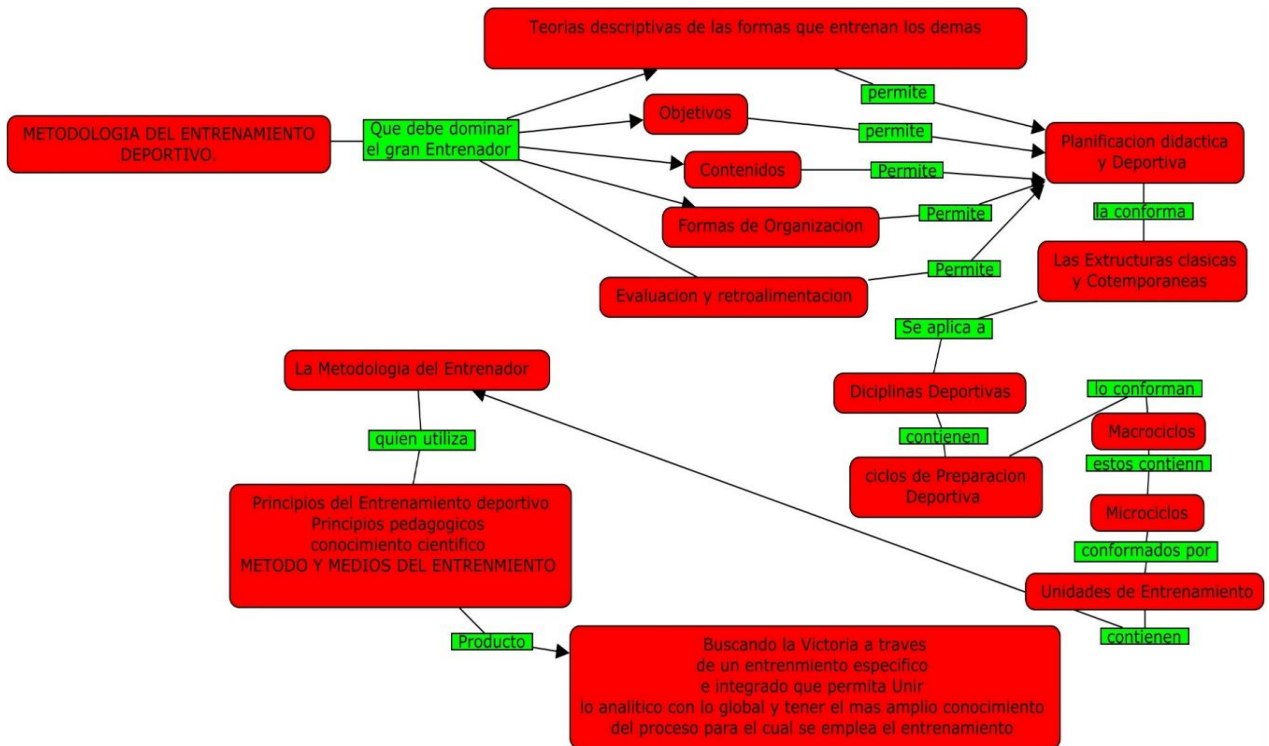 Teorias descriptivas de las formas que entrenan los demas
permite
METODOLOGIA DEL ENTRENAMIENTO
DEPORTIVO.
Que debe dominar
el gran Entrenador
Objetivos
permite
Planificacion didactica
y Deportiva
Contenidos
Permite
Formas de Organizacion
Permite
la conforma
Evaluacion y retroalimentacion
Permite
Las Extructuras clasicas
y Cotemporaneas
Se aplica a
La Metodologia del Entrenador
Diciplinas Deportivas
lo conforman
quien utiliza
contienen
Macrociclos
estos contienn
ciclos de Preparacion
Deportiva
Microciclos
Principios del Entrenamiento deportivo
Principios pedagogicos
conocimiento cientifico
METODO Y MEDIOS DEL ENTRENMIENTO
conformados por
Unidades de Entrenamiento
contienen
Producto
Buscando la Victoria a traves
de un entrenmiento especifico
e integrado que permita Unir
lo analitico con lo global y tener el mas amplio conocimiento
del proceso para el cual se emplea el entrenamiento